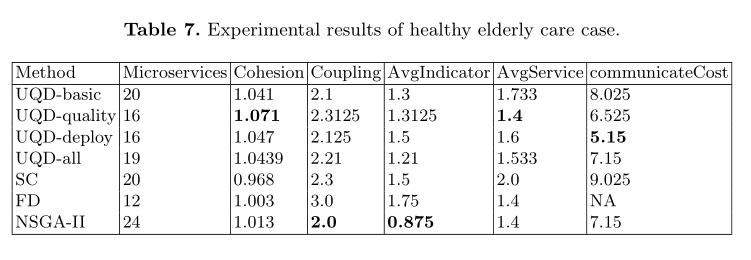 Table 7. Experimental results of healthy elderly care case.
Method Microservices Cohesion Coupling AvgIndicator AvgService communicateCost
UQD-basic 20 1.041 2.1 1.3 1.733 8.025
UQD-quality 16 1.071 2.3125 1.3125 1.4 6.525
UQD-deploy 16 1.047 2.125 1.5 1.6 5.15
UQD-all 19 1.0439 2.21 1.21 1.533 7.15
SC 20 0.968 2.3 1.5 2.0 9.025
FD 12 1.003 3.0 1.75 1.4 NA
NSGA-II 24 1.013 2.0 0.875 1.4 7.15